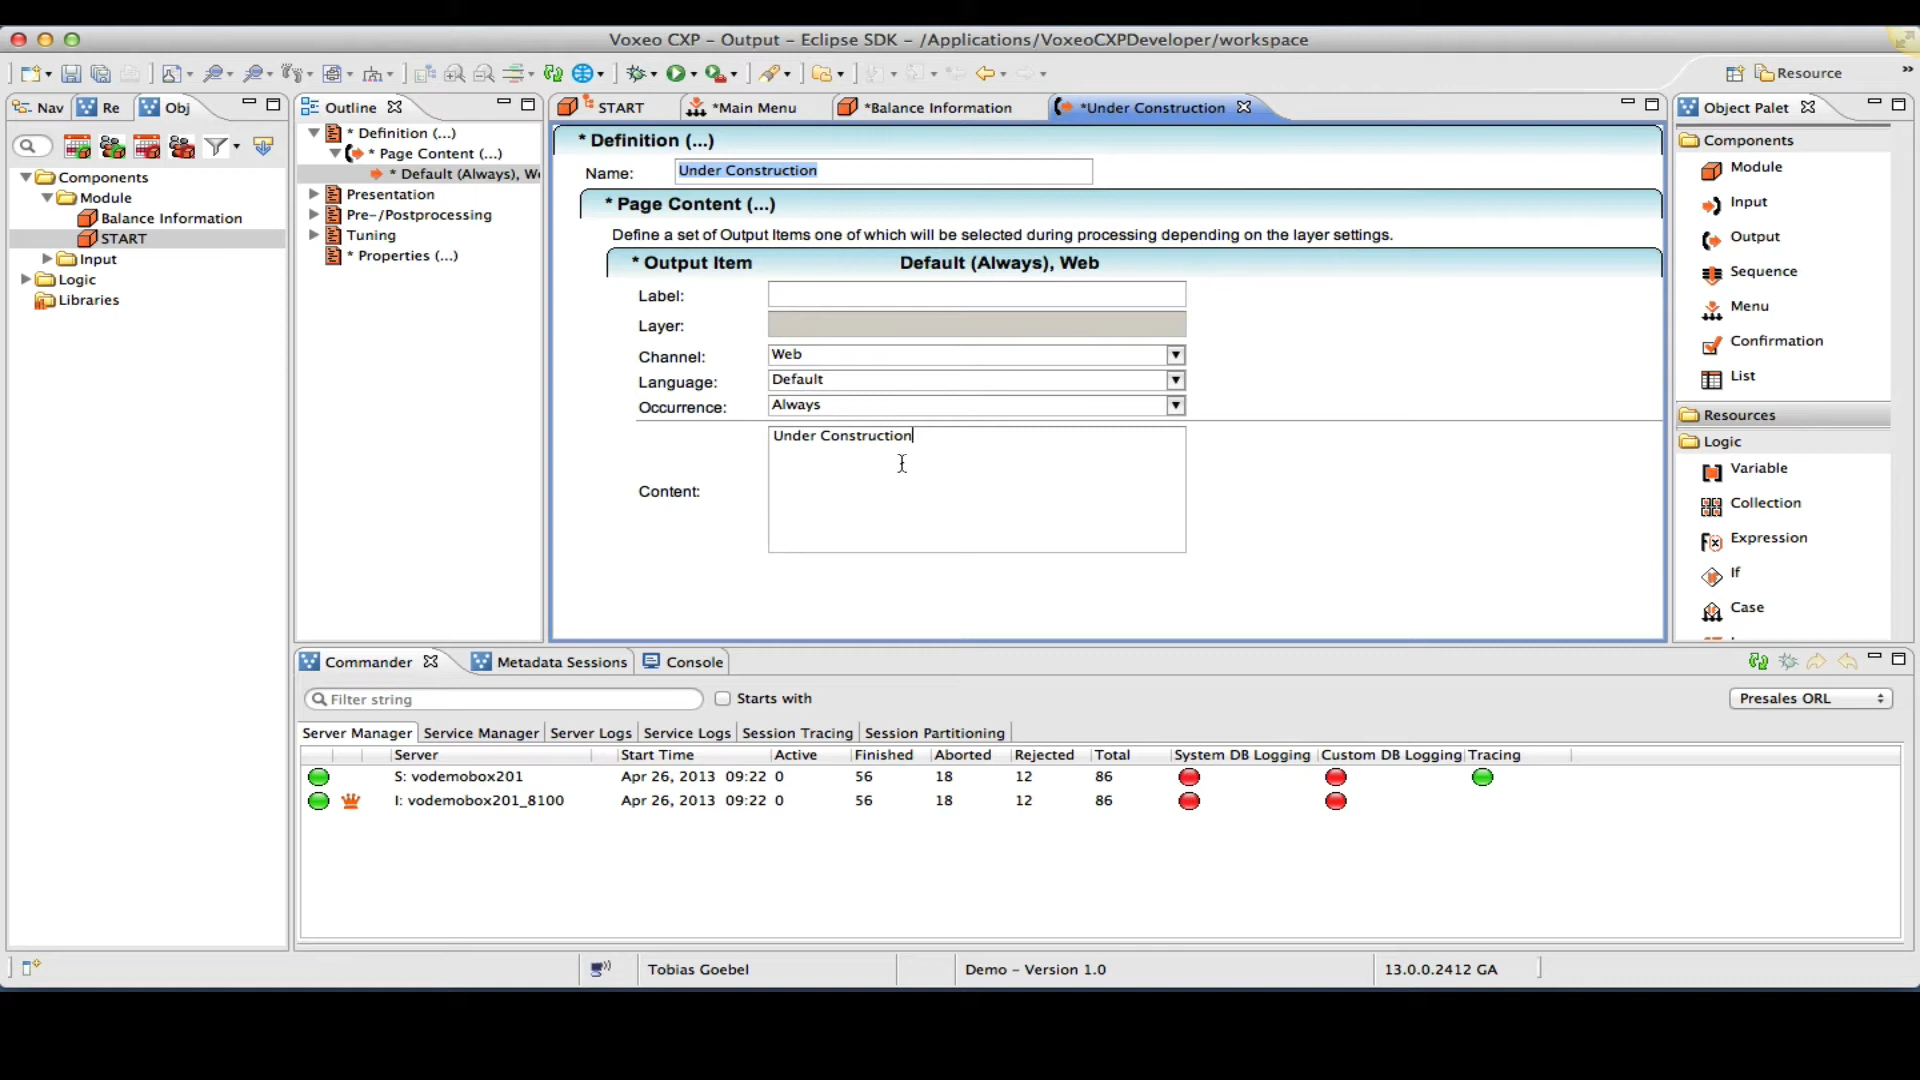 Voxeo CXP – Output – Eclipse SDK – /Applications/VoxeoCXPDeveloper/workspace
Resource
»
Nav
Re
Obj
Components
Module
Balance Information
START
Input
Logic
Libraries
Outline
* Definition (...)
* Page Content (...)
* Default (Always), W
Presentation
Pre-/Postprocessing
Tuning
* Properties (...)
START
*Main Menu
*Balance Information
*Under Construction
* Definition (...)
Name: Under Construction
* Page Content (...)
Define a set of Output Items one of which will be selected during processing depending on the layer settings.
* Output Item Default (Always), Web
Label:
Layer:
Channel: Web
Language: Default
Occurrence: Always
Under Construction
Content:
Object Palet
Components
Module
Input
Output
Sequence
Menu
Confirmation
List
Resources
Logic
Variable
Collection
Expression
If
Case
Commander
Metadata Sessions
Console
Filter string
Starts with
Presales ORL
Server Manager Service Manager Server Logs Service Logs Session Tracing Session Partitioning
Server Start Time Active Finished Aborted Rejected Total System DB Logging Custom DB Logging Tracing
S: vodemobox201 Apr 26, 2013 09:22 0 56 18 12 86
I: vodemobox201_8100 Apr 26, 2013 09:22 0 56 18 12 86
Tobias Goebel
Demo – Version 1.0
13.0.0.2412 GA